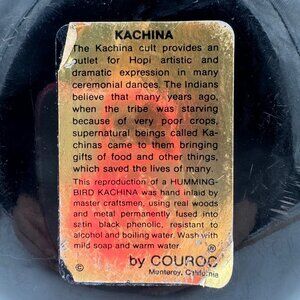 KACHINA
The Kachina cult provides an
outlet for Hopi artistic and
dramatic expression in many
ceremonial dances. The Indians
believe that many years ago,
when the tribe was starving
because of very poor crops,
supernatural beings called Ka-
chinas came to them bringing
gifts of food and other things,
which saved the lives of many.
This reproduction of a HUMMING-
BIRD KACHINA was hand inlaid by
master craftsmen, using real woods
and metal permanently fused into
satin black phenolic, resistant to
alcohol and boiling water. Wash with
mild soap and warm water.
®
by COUROC
© Monterey, California